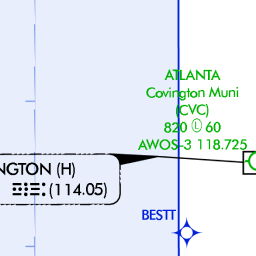 ATLANTA
Covington Muni
(CVC)
820 Ⓛ 60
AWOS-3 118.725
NGTON (H)
(114.05)
BESTT